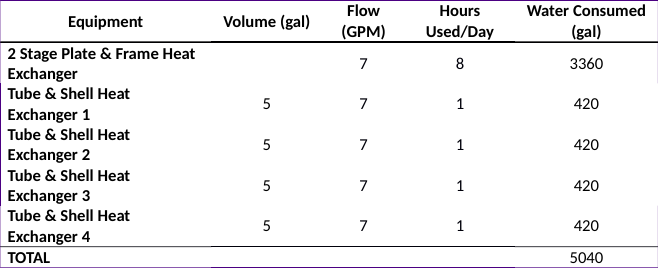 Equipment Volume (gal) Flow (GPM) Hours Used/Day Water Consumed (gal)
2 Stage Plate & Frame Heat Exchanger 7 8 3360
Tube & Shell Heat Exchanger 1 5 7 1 420
Tube & Shell Heat Exchanger 2 5 7 1 420
Tube & Shell Heat Exchanger 3 5 7 1 420
Tube & Shell Heat Exchanger 4 5 7 1 420
TOTAL 5040